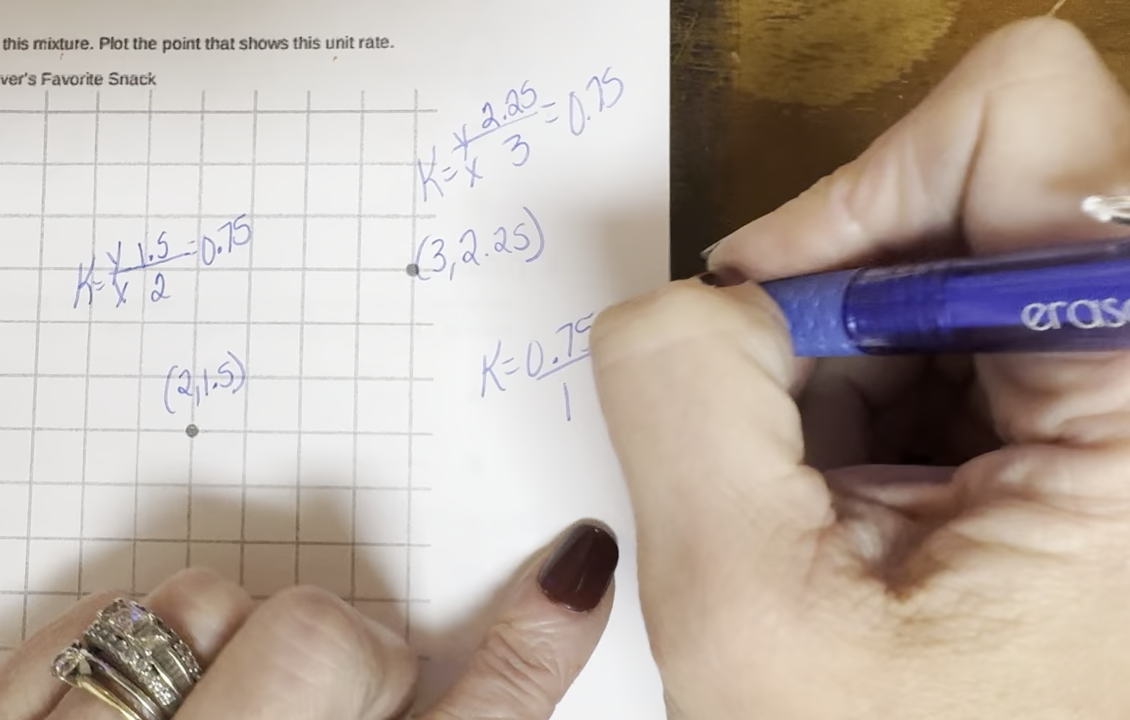 this mixture. Plot the point that shows this unit rate.
ver's Favorite Snack
K= y/x 2.25/3 = 0.75
K= y/x 1.5/2 = 0.75
(3,2.25)
K= 0.75/1
(2,1.5)
eras